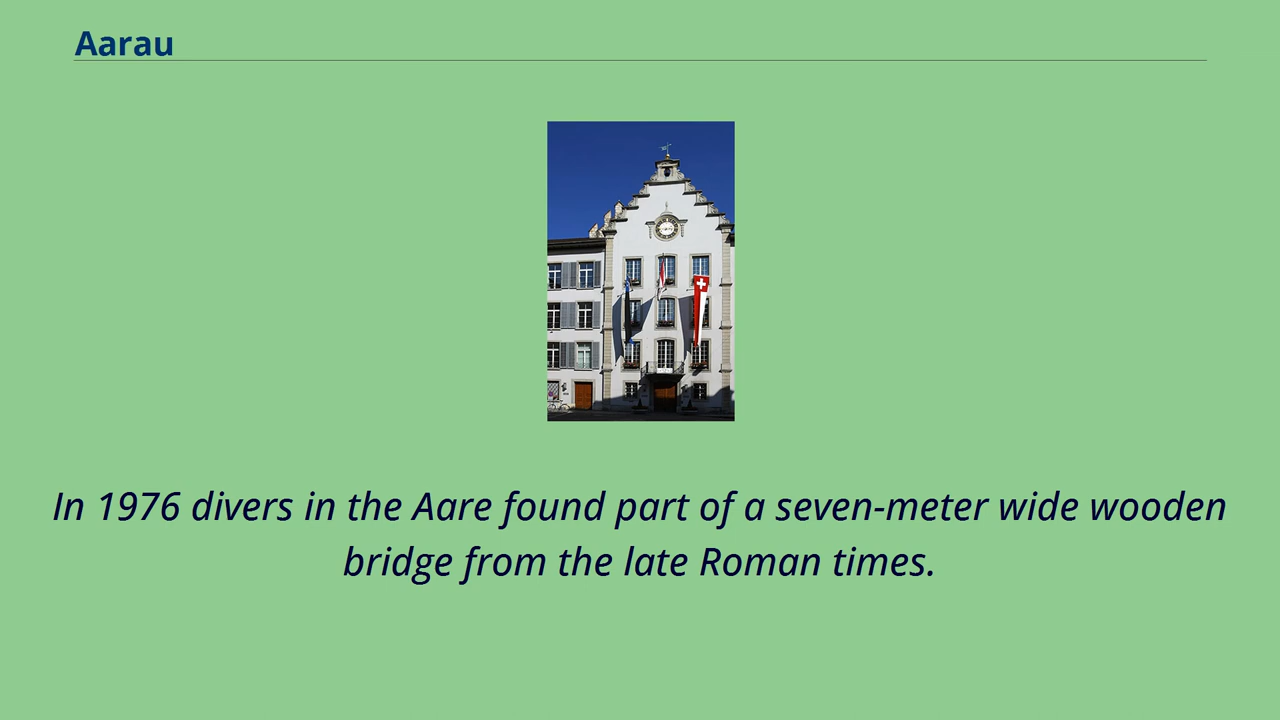 Aarau
In 1976 divers in the Aare found part of a seven-meter wide wooden
bridge from the late Roman times.